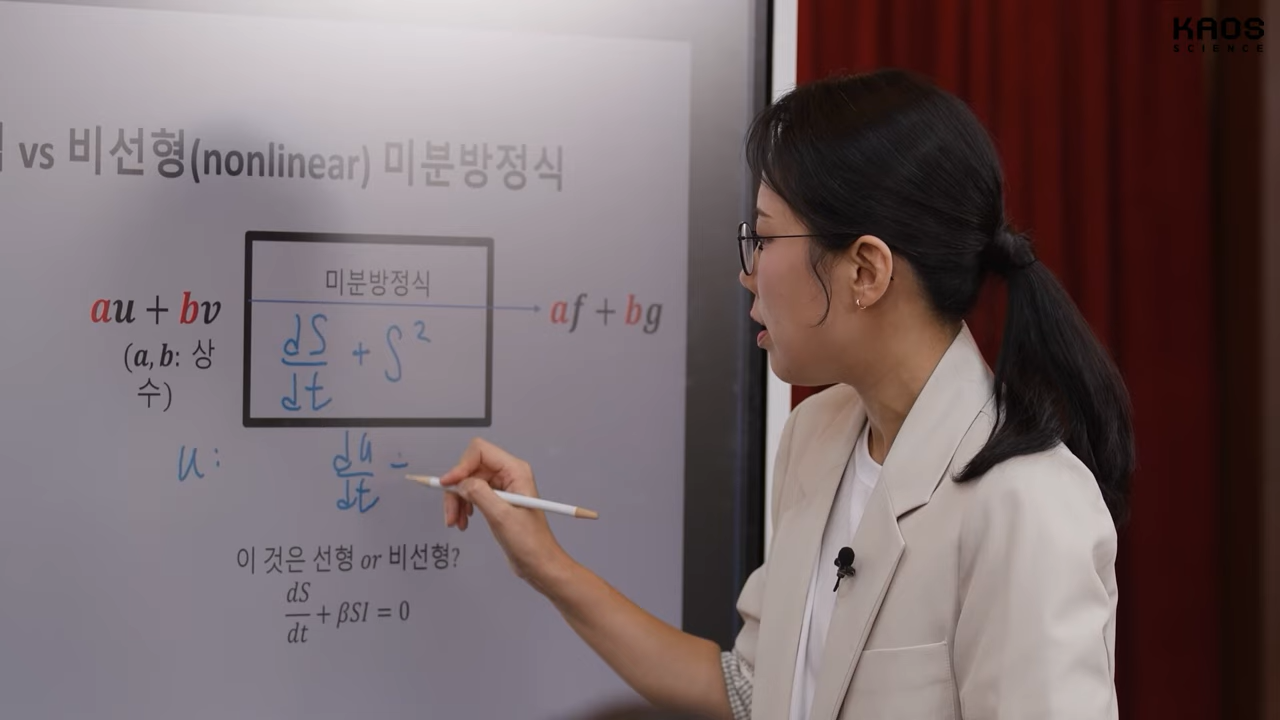 KAOS
SCIENCE
vs 비선형(nonlinear) 미분방정식
미분방정식
au + bv
af + bg
(a, b: 상
수)
dS/dt + S²
u:
du/dt
이 것은 선형 or 비선형?
dS/dt + βSI = 0